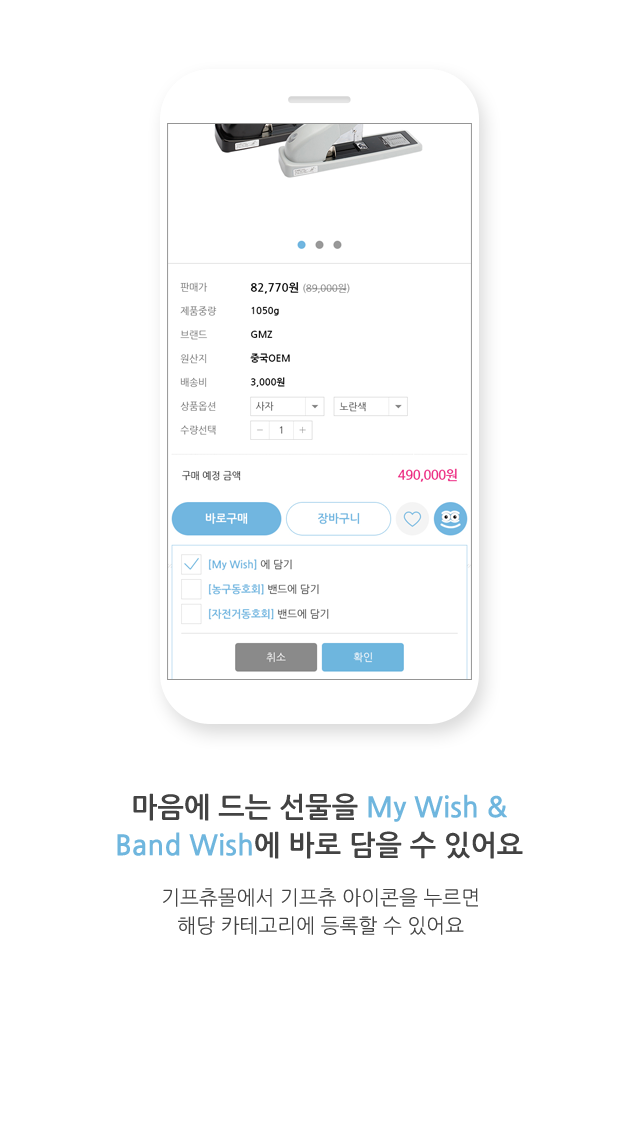 판매가 82,770원 (89,000원)
제품중량 1050g
브랜드 GMZ
원산지 중국OEM
배송비 3,000원
상품옵션 사자 노란색
수량선택 − 1 +
구매 예정 금액 490,000원
바로구매 장바구니
[My Wish] 에 담기
[농구동호회] 밴드에 담기
[자전거동호회] 밴드에 담기
취소 확인
마음에 드는 선물을 My Wish &
Band Wish에 바로 담을 수 있어요
기프츄몰에서 기프츄 아이콘을 누르면
해당 카테고리에 등록할 수 있어요